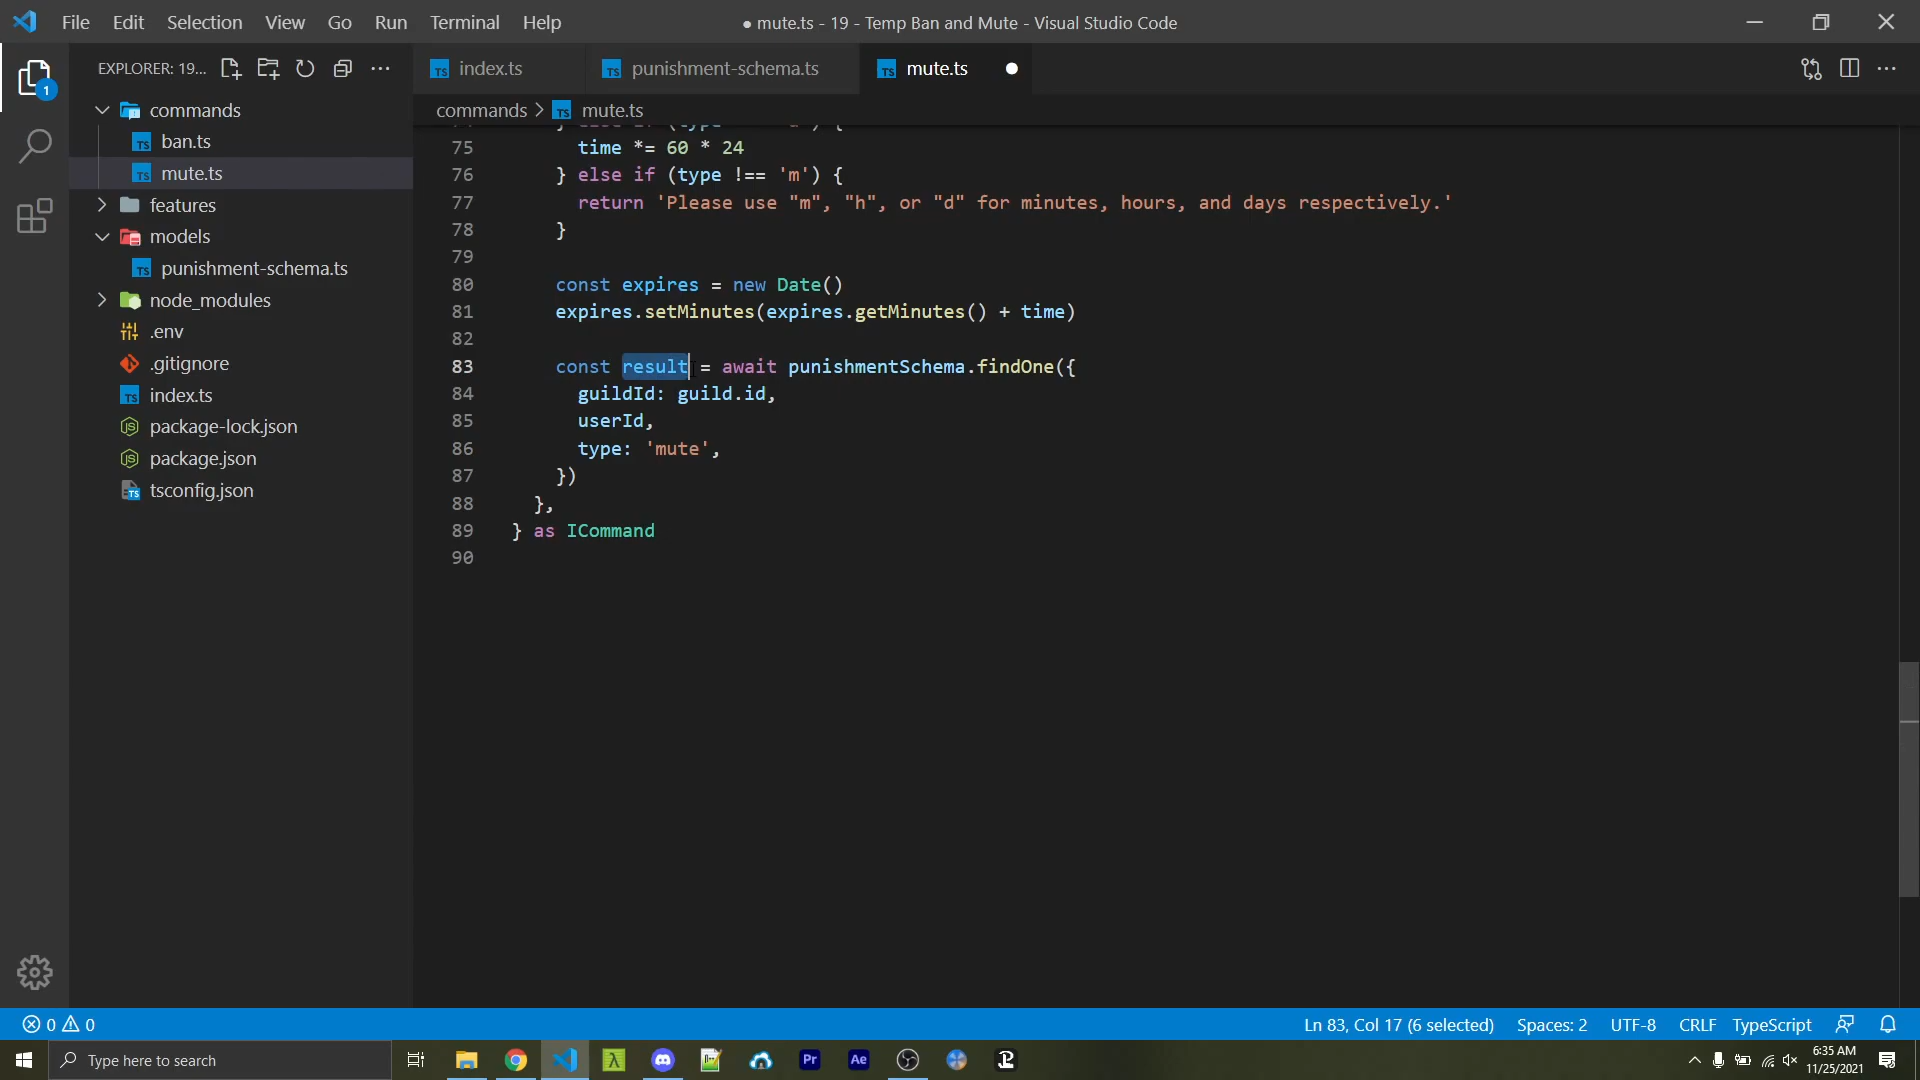 File Edit Selection View Go Run Terminal Help
● mute.ts - 19 - Temp Ban and Mute - Visual Studio Code
EXPLORER: 19...
index.ts
punishment-schema.ts
mute.ts
commands > mute.ts
1
commands
ban.ts
mute.ts
features
models
punishment-schema.ts
node_modules
.env
.gitignore
index.ts
package-lock.json
package.json
tsconfig.json
75 time *= 60 * 24
76 } else if (type !== 'm') {
77 return 'Please use "m", "h", or "d" for minutes, hours, and days respectively.'
78 }
79
80 const expires = new Date()
81 expires.setMinutes(expires.getMinutes() + time)
82
83 const result = await punishmentSchema.findOne({
84 guildId: guild.id,
85 userId,
86 type: 'mute',
87 })
88 },
89 } as ICommand
90
0 0 Ln 83, Col 17 (6 selected) Spaces: 2 UTF-8 CRLF TypeScript
Type here to search
Pr
Ae
6:35 AM
11/25/2021